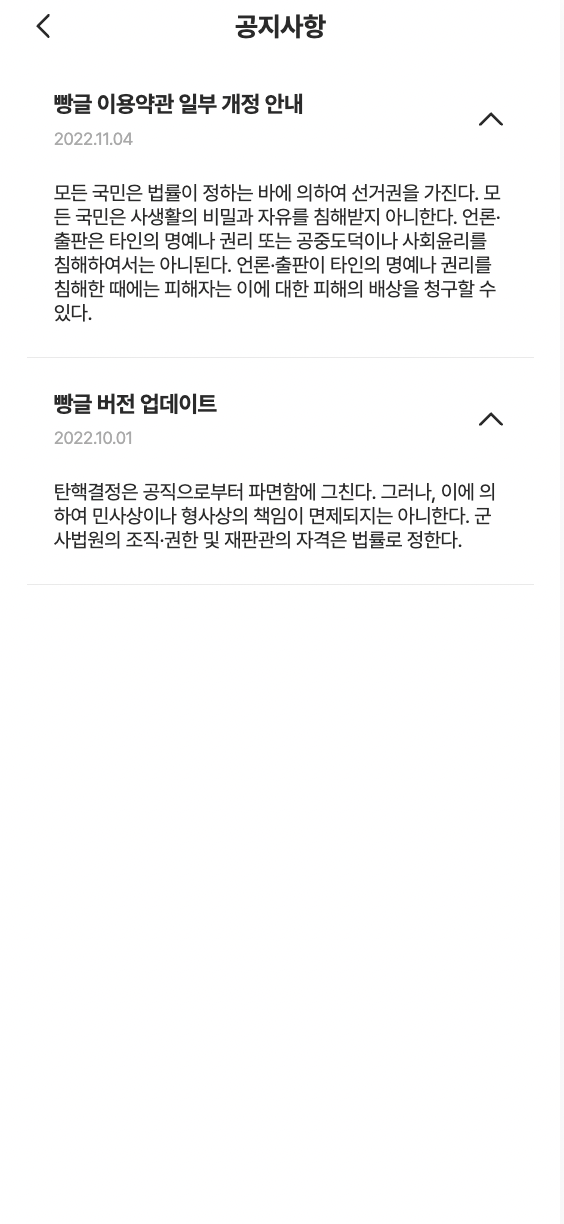 공지사항
빵글 이용약관 일부 개정 안내
2022.11.04
모든 국민은 법률이 정하는 바에 의하여 선거권을 가진다. 모
든 국민은 사생활의 비밀과 자유를 침해받지 아니한다. 언론·
출판은 타인의 명예나 권리 또는 공중도덕이나 사회윤리를
침해하여서는 아니된다. 언론·출판이 타인의 명예나 권리를
침해한 때에는 피해자는 이에 대한 피해의 배상을 청구할 수
있다.
빵글 버전 업데이트
2022.10.01
탄핵결정은 공직으로부터 파면함에 그친다. 그러나, 이에 의
하여 민사상이나 형사상의 책임이 면제되지는 아니한다. 군
사법원의 조직·권한 및 재판관의 자격은 법률로 정한다.